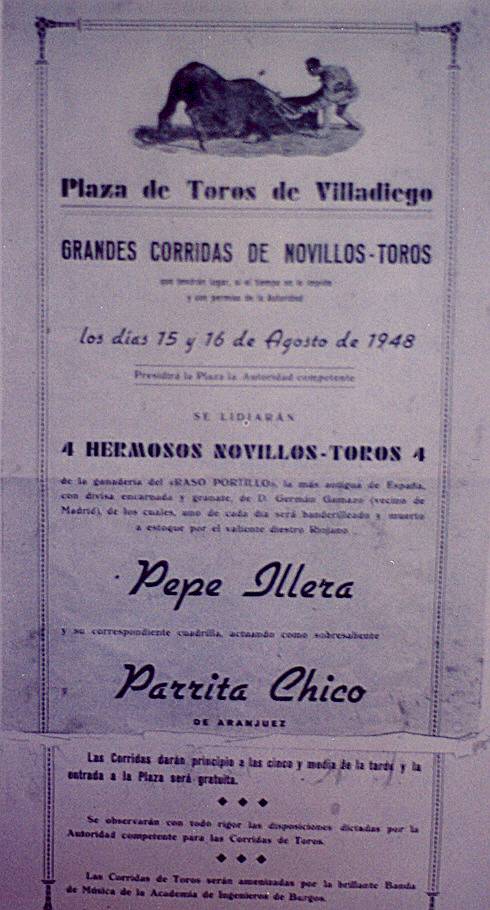 Plaza de Toros de Villadiego
GRANDES CORRIDAS DE NOVILLOS-TOROS
que tendrán lugar, si el tiempo no lo impide
y con permiso de la Autoridad
los días 15 y 16 de Agosto de 1948
Presidirá la Plaza la Autoridad competente
SE LIDIARÁN
4 HERMOSOS NOVILLOS-TOROS 4
de la ganadería del «RASO PORTILLO», la más antigua de España,
con divisa encarnada y granate, de D. Germán Gamazo (vecino de
Madrid), de los cuales, uno de cada día será banderilleado y muerto
a estoque por el valiente diestro Riojano
Pepe Illera
y su correspondiente cuadrilla, actuando como sobresaliente
Parrita Chico
DE ARANJUEZ
Las Corridas darán principio a las cinco y media de la tarde y la
entrada a la Plaza será gratuita.
Se observarán con todo rigor las disposiciones dictadas por la
Autoridad competente para las Corridas de Toros.
Las Corridas de Toros serán amenizadas por la brillante Banda
de Música de la Academia de Ingenieros de Burgos.